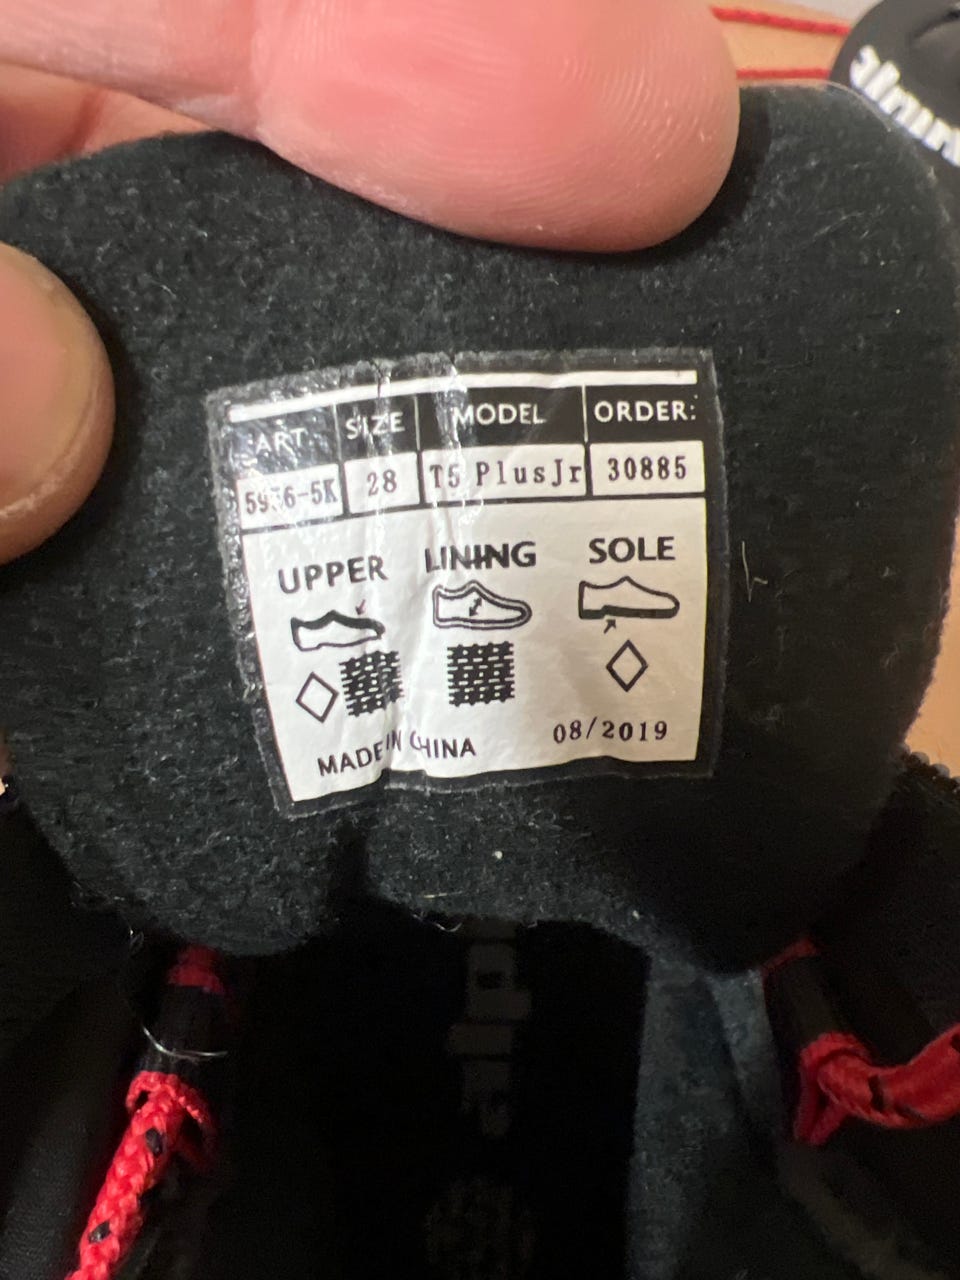 ART. SIZE MODEL ORDER:
28 T5 PlusJr 30885
UPPER LINING SOLE
08/2019
MADE IN CHINA